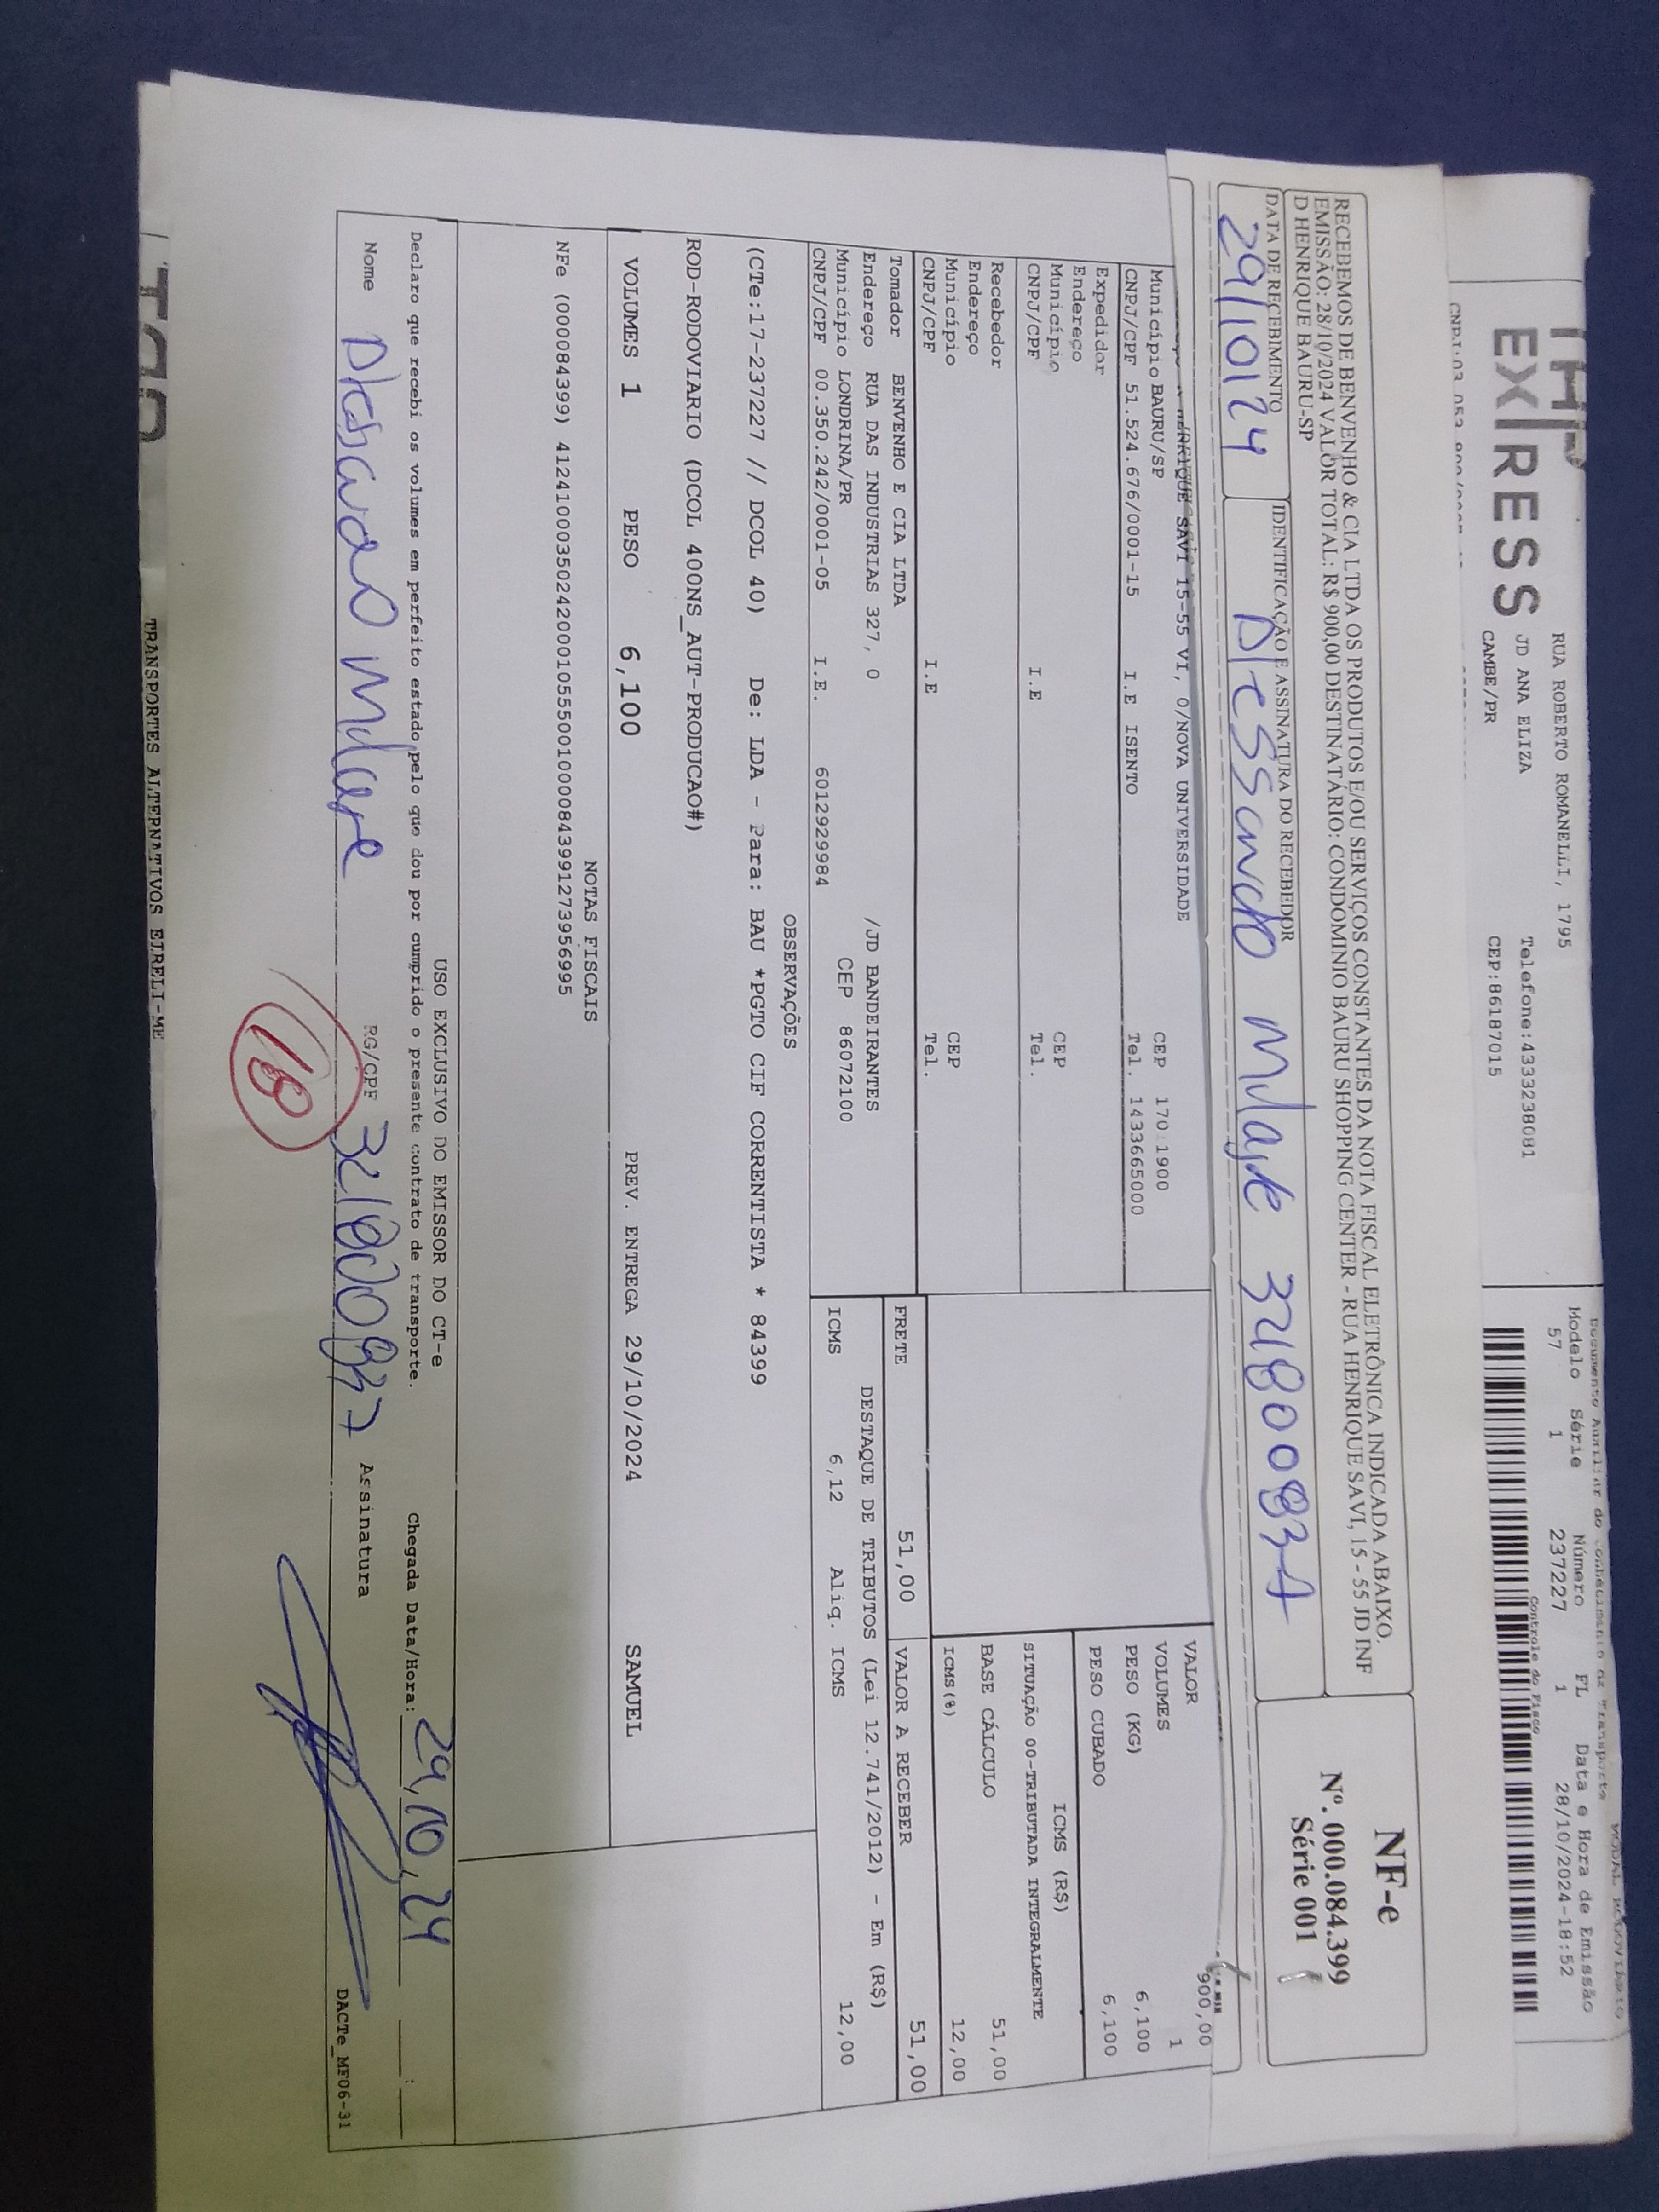 EXPRESS
RUA ROBERTO ROMANELLI, 1795
JD ANA ELIZA
CAMBE/PR
Telefone:4333238081
CEP:86187015
Modelo Série Número FL Data e Hora de Emissão
57 1 237227 1 28/10/2024-18:52
Controle do Fisco
RECEBEMOS DE BENVENHO & CIA LTDA OS PRODUTOS E/OU SERVIÇOS CONSTANTES DA NOTA FISCAL ELETRÔNICA INDICADA ABAIXO.
EMISSÃO: 28/10/2024 VALOR TOTAL: R$ 900,00 DESTINATÁRIO: CONDOMINIO BAURU SHOPPING CENTER - RUA HENRIQUE SAVI, 15 - 55 JD INF
D HENRIQUE BAURU-SP
DATA DE RECEBIMENTO
29/10/24
IDENTIFICAÇÃO E ASSINATURA DO RECEBEDOR
NF-e
Nº. 000.084.399
Série 001
SAVI 15-55 VI, 0/NOVA UNIVERSIDADE
Município BAURU/SP CEP
CNPJ/CPF 51.524.676/0001-15 I.E ISENTO Tel. 1433665000
Expedidor
Endereço
Município CEP
CNPJ/CPF I.E Tel.
Recebedor
Endereço
Município CEP
CNPJ/CPF I.E Tel.
VALOR 900,00
VOLUMES 1
PESO (KG) 6,100
PESO CUBADO 6,100
ICMS (R$)
SITUAÇÃO 00-TRIBUTADA INTEGRALMENTE
BASE CÁLCULO 51,00
ICMS(%) 12,00
Tomador BENVENHO E CIA LTDA
Endereço RUA DAS INDUSTRIAS 327, 0 /JD BANDEIRANTES
Município LONDRINA/PR CEP 86072100
CNPJ/CPF 00.350.242/0001-05 I.E. 6012929984
FRETE 51,00 VALOR A RECEBER 51,00
DESTAQUE DE TRIBUTOS (Lei 12.741/2012) - Em (R$)
ICMS 6,12 Aliq. ICMS 12,00
OBSERVAÇÕES
(CTe:17-237227 // DCOL 40) De: LDA - Para: BAU *PGTO CIF CORRENTISTA * 84399
ROD-RODOVIARIO (DCOL 400NS_AUT-PRODUCAO#)
VOLUMES 1 PESO 6,100 PREV. ENTREGA 29/10/2024 SAMUEL
NOTAS FISCAIS
USO EXCLUSIVO DO EMISSOR DO CT-e
Declaro que recebi os volumes em perfeito estado pelo que dou por cumprido o presente contrato de transporte.
Chegada Data/Hora: 29,10,24
Nome
RG/CPF
Assinatura
18
DACTe_MF06-31
TRANSPORTES ALTERNATIVOS EIRELI-ME